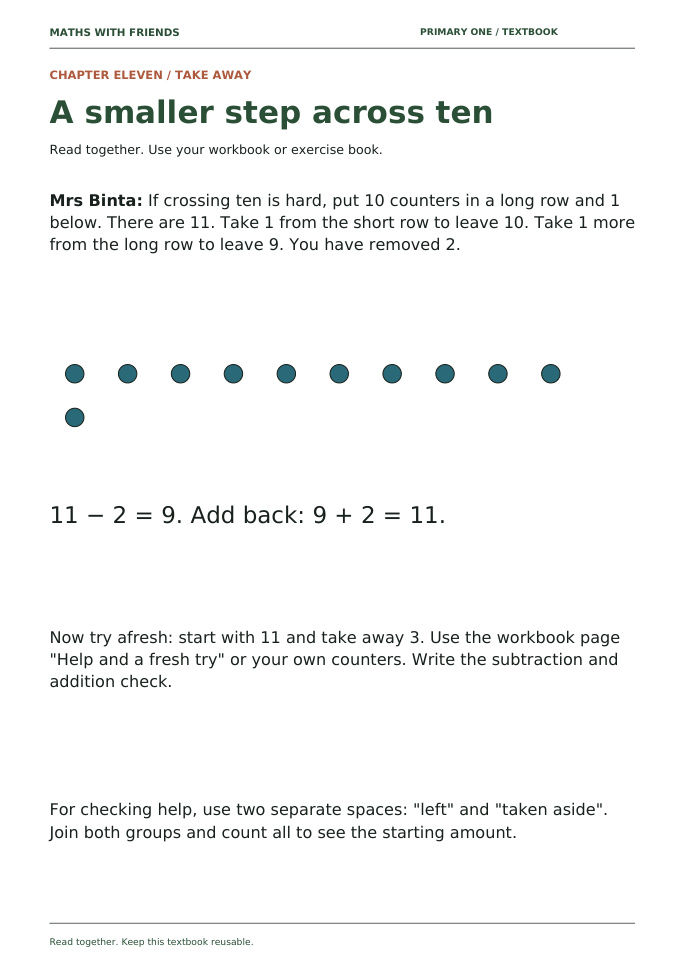 MATHS WITH FRIENDS
PRIMARY ONE / TEXTBOOK
CHAPTER ELEVEN / TAKE AWAY
A smaller step across ten
Read together. Use your workbook or exercise book.
Mrs Binta: If crossing ten is hard, put 10 counters in a long row and 1
below. There are 11. Take 1 from the short row to leave 10. Take 1 more
from the long row to leave 9. You have removed 2.
11 − 2 = 9. Add back: 9 + 2 = 11.
Now try afresh: start with 11 and take away 3. Use the workbook page
"Help and a fresh try" or your own counters. Write the subtraction and
addition check.
For checking help, use two separate spaces: "left" and "taken aside".
Join both groups and count all to see the starting amount.
Read together. Keep this textbook reusable.